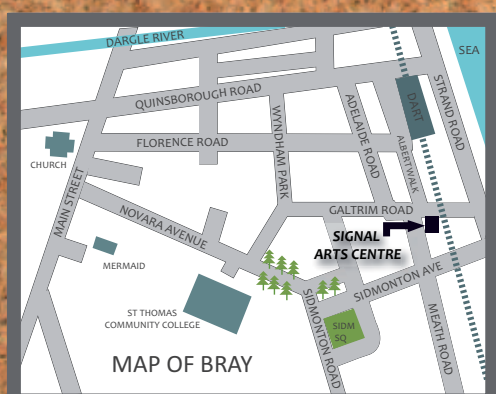 DARGLE RIVER
SEA
QUINSBOROUGH ROAD
DART
STRAND ROAD
FLORENCE ROAD
WYNDHAM PARK
ADELAIDE ROAD
ALBERT WALK
CHURCH
MAIN STREET
NOVARA AVENUE
GALTRIM ROAD
SIGNAL
ARTS CENTRE
MERMAID
SIDMONTON AVE
ST THOMAS
COMMUNITY COLLEGE
SIDMONTON ROAD
SIDM
SQ
MEATH ROAD
MAP OF BRAY